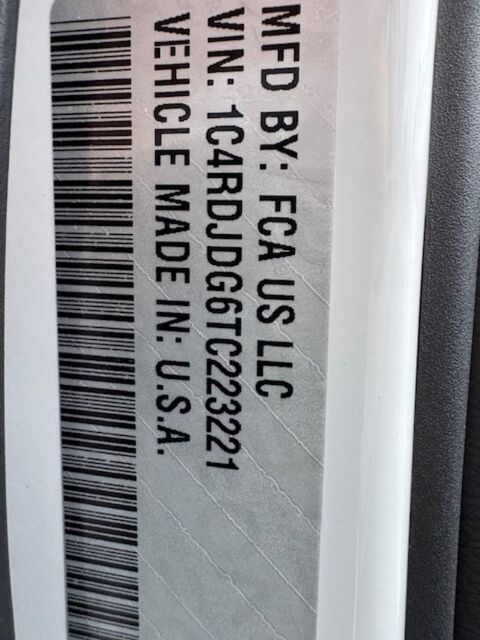 MFD BY: FCA US LLC
VIN: 1C4RDJDG6TC223221
VEHICLE MADE IN: U.S.A.